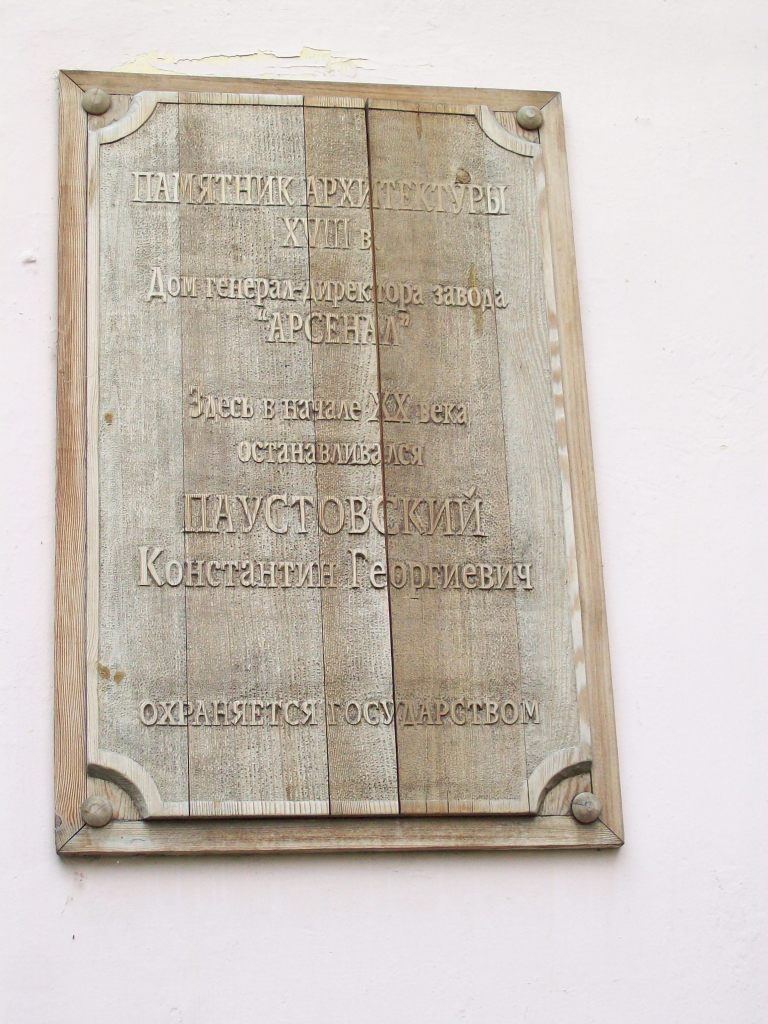 ПАМЯТНИК АРХИТЕКТУРЫ
XVIII в.
Дом генерал-директора завода
“АРСЕНАЛ”
Здесь в начале XX века
останавливался
ПАУСТОВСКИЙ
Константин Георгиевич
ОХРАНЯЕТСЯ ГОСУДАРСТВОМ